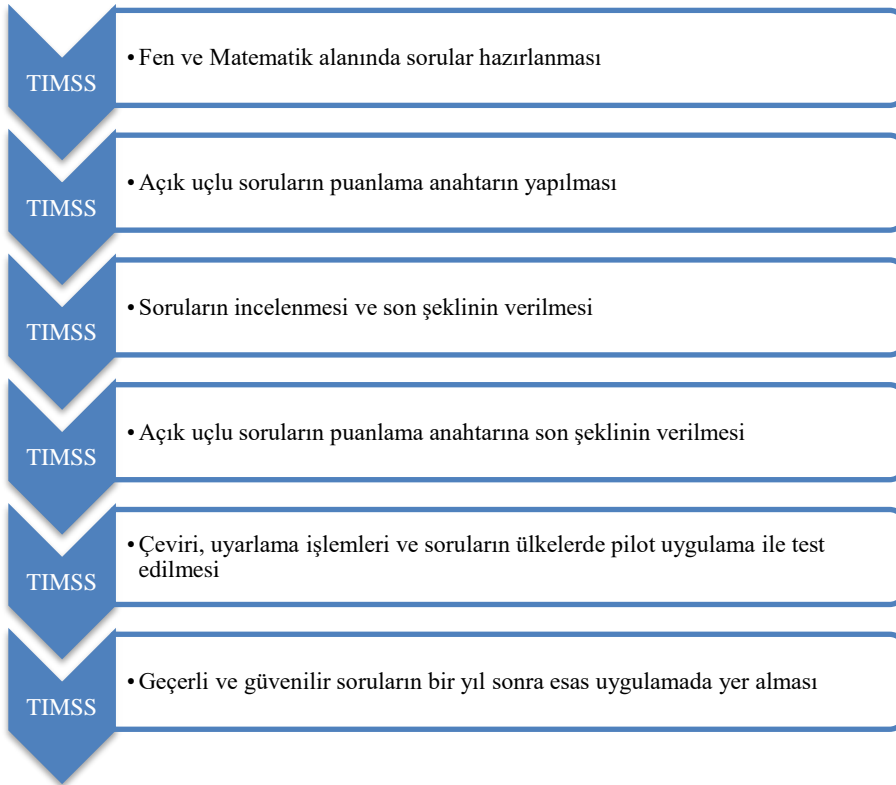 TIMSS
• Fen ve Matematik alanında sorular hazırlanması
TIMSS
• Açık uçlu soruların puanlama anahtarın yapılması
TIMSS
• Soruların incelenmesi ve son şeklinin verilmesi
TIMSS
• Açık uçlu soruların puanlama anahtarına son şeklinin verilmesi
TIMSS
• Çeviri, uyarlama işlemleri ve soruların ülkelerde pilot uygulama ile test
edilmesi
TIMSS
• Geçerli ve güvenilir soruların bir yıl sonra esas uygulamada yer alması